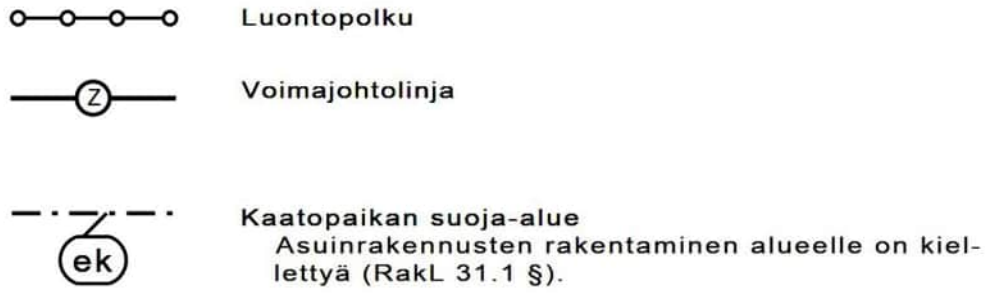 Luontopolku
Z
Voimajohtolinja
Kaatopaikan suoja-alue
ek
Asuinrakennusten rakentaminen alueelle on kiel-
lettyä (RakL 31.1 §).